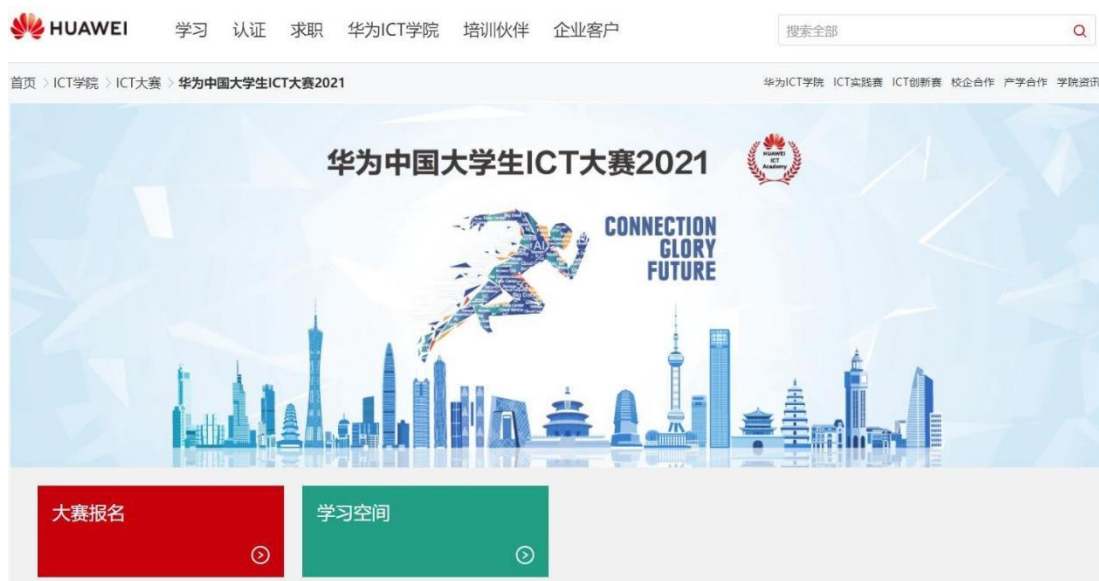 HUAWEI 学习 认证 求职 华为ICT学院 培训伙伴 企业客户 搜索全部
首页 > ICT学院 > ICT大赛 > 华为中国大学生ICT大赛2021 华为ICT学院 ICT实践赛 ICT创新赛 校企合作 产学合作 学院资讯
华为中国大学生ICT大赛2021
HUAWEI
ICT
Academy
CONNECTION
GLORY
FUTURE
AI
大赛报名 学习空间